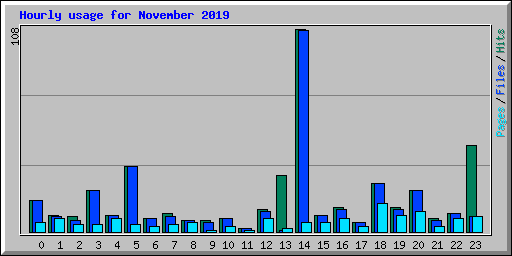 Hourly usage for November 2019
108
Pages/Files/Hits
0 1 2 3 4 5 6 7 8 9 10 11 12 13 14 15 16 17 18 19 20 21 22 23